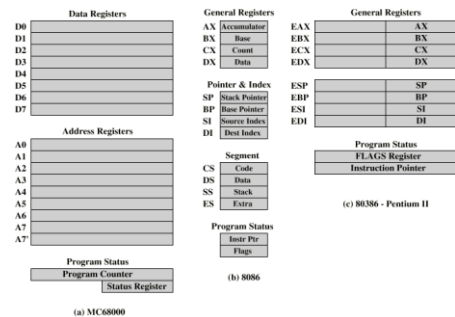 Data Registers
D0
D1
D2
D3
D4
D5
D6
D7
Address Registers
A0
A1
A2
A3
A4
A5
A6
A7
A7'
Program Status
Program Counter
Status Register
(a) MC68000
General Registers
AX Accumulator
BX Base
CX Count
DX Data
Pointer & Index
SP Stack Pointer
BP Base Pointer
SI Source Index
DI Dest Index
Segment
CS Code
DS Data
SS Stack
ES Extra
Program Status
Instr Ptr
Flags
(b) 8086
General Registers
EAX AX
EBX BX
ECX CX
EDX DX
ESP SP
EBP BP
ESI SI
EDI DI
Program Status
FLAGS Register
Instruction Pointer
(c) 80386 - Pentium II